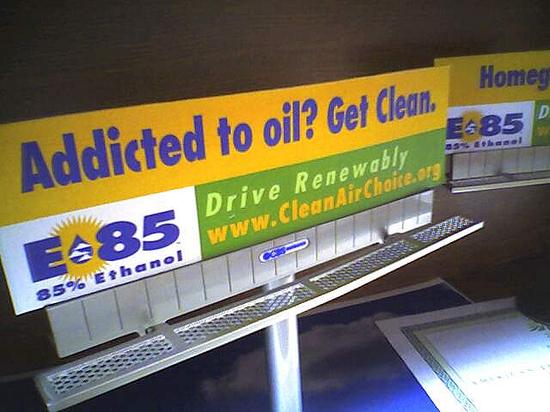 Addicted to oil? Get Clean.
Drive Renewably
www.CleanAirChoice.org
E85
85% Ethanol
E85
85% Ethanol